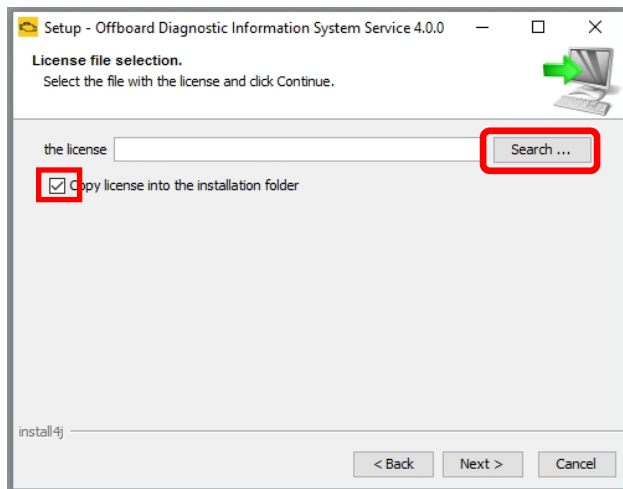 Setup - Offboard Diagnostic Information System Service 4.0.0
License file selection.
Select the file with the license and click Continue.
the license
Search ...
Copy license into the installation folder
install4j
< Back
Next >
Cancel